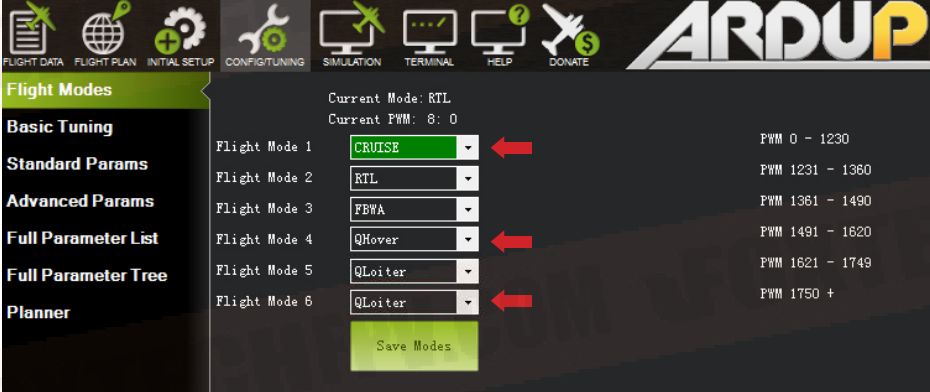 FLIGHT DATA FLIGHT PLAN INITIAL SETUP CONFIG/TUNING SIMULATION TERMINAL HELP DONATE ARDUP
Flight Modes
Basic Tuning
Standard Params
Advanced Params
Full Parameter List
Full Parameter Tree
Planner
Current Mode: RTL
Current PWM: 8: 0
Flight Mode 1 CRUISE PWM 0 - 1230
Flight Mode 2 RTL PWM 1231 - 1360
Flight Mode 3 FBWA PWM 1361 - 1490
Flight Mode 4 QHover PWM 1491 - 1620
Flight Mode 5 QLoiter PWM 1621 - 1749
Flight Mode 6 QLoiter PWM 1750 +
Save Modes